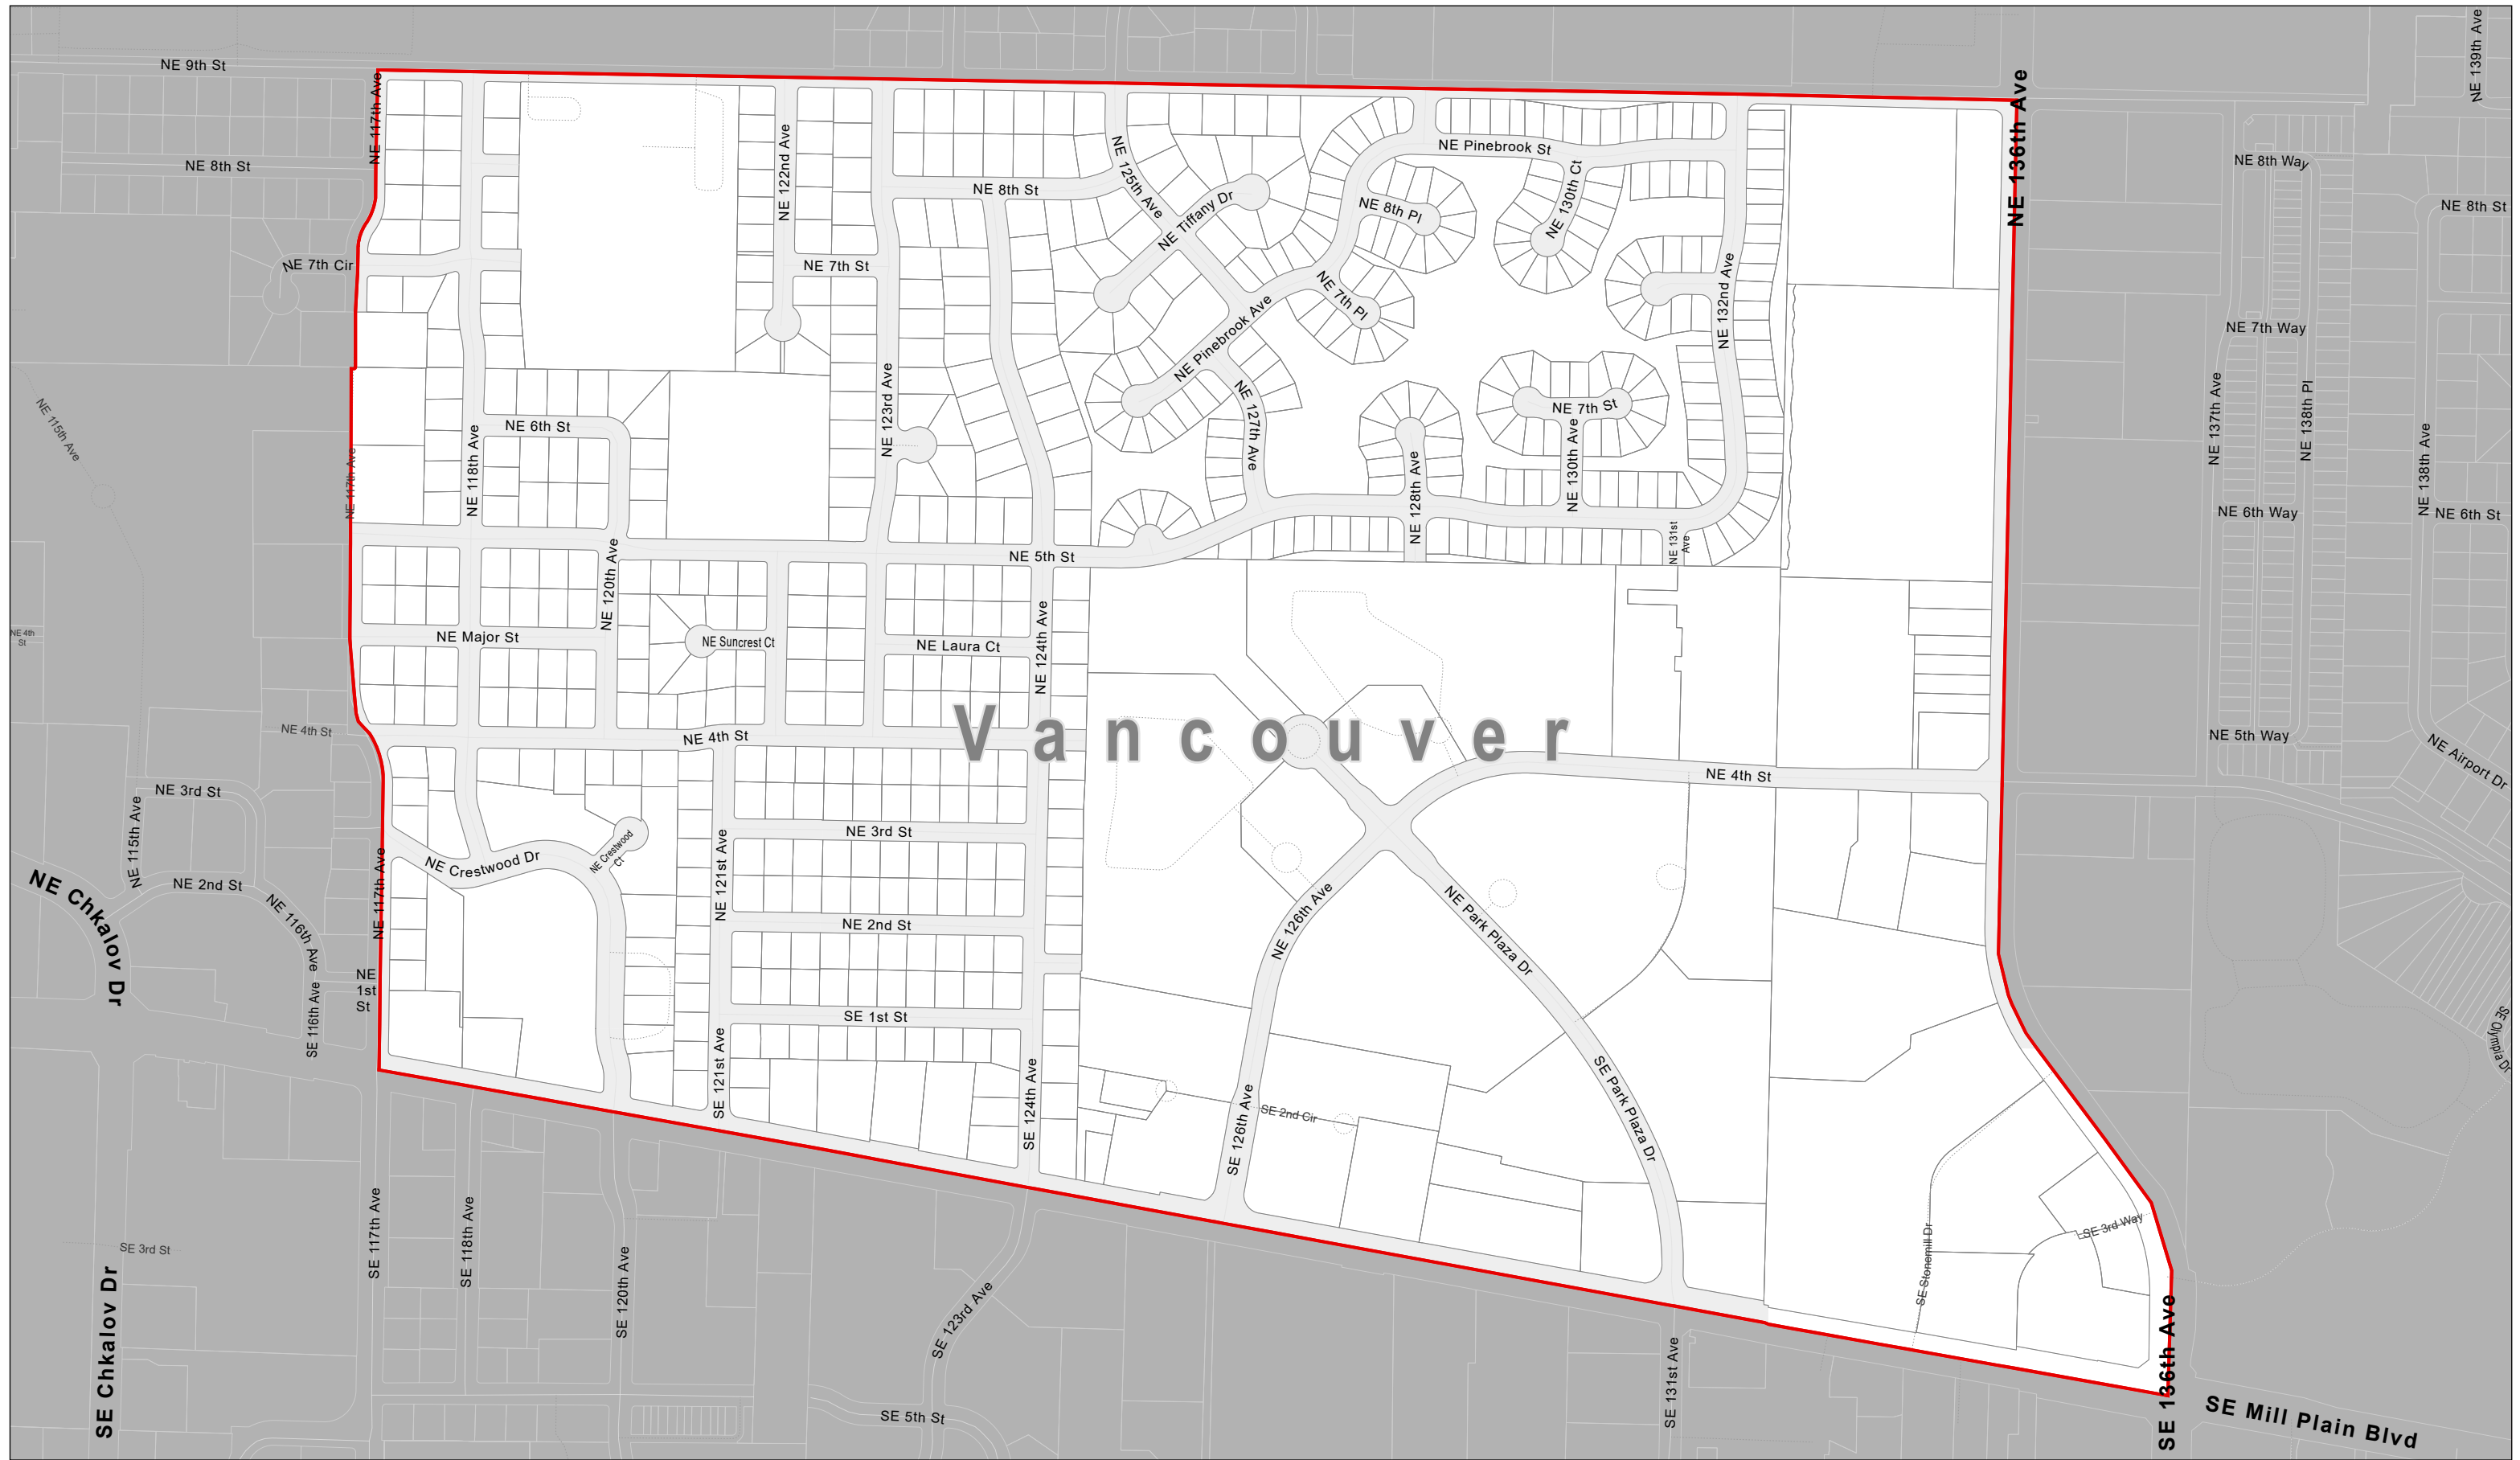 NE 139th Ave
NE 9th St
NE 117th Ave
NE 136th Ave
NE 122nd Ave
NE 125th Ave
NE Pinebrook St
NE 130th Ct
NE 8th Way
NE 8th St
NE 8th St
NE Tiffany Dr
NE 8th Pl
NE 8th St
NE 7th Cir
NE 7th St
NE 7th Pl
NE 132nd Ave
NE 7th Way
NE Pinebrook Ave
NE 115th Ave
NE 123rd Ave
NE 127th Ave
NE 7th St
NE 137th Ave
NE 138th Pl
NE 6th St
NE 118th Ave
NE 117th Ave
NE 128th Ave
NE 130th Ave
NE 138th Ave
NE 6th Way
NE 6th St
NE 5th St
NE 131st
Ave
NE 120th Ave
NE 4th
St
NE Major St
NE Suncrest Ct
NE Laura Ct
NE 124th Ave
NE 4th St
NE 4th St
Vancouver
NE 5th Way
NE Airport Dr
NE 4th St
NE 3rd St
NE 115th Ave
NE 3rd St
NE Crestwood Dr
NE Crestwood
Ct
NE 121st Ave
NE Chkalov Dr
NE 2nd St
NE 116th Ave
NE 117th Ave
NE 2nd St
NE 126th Ave
NE Park Plaza Dr
NE
1st
St
SE 116th Ave
SE 1st St
SE Olympia Dr
SE 121st Ave
SE 124th Ave
SE 126th Ave
SE 2nd Cir
SE Park Plaza Dr
SE 3rd St
SE 117th Ave
SE 118th Ave
SE 120th Ave
SE 123rd Ave
SE Stonemill Dr
SE 3rd Way
SE Chkalov Dr
SE 5th St
SE 131st Ave
SE 136th Ave
SE Mill Plain Blvd